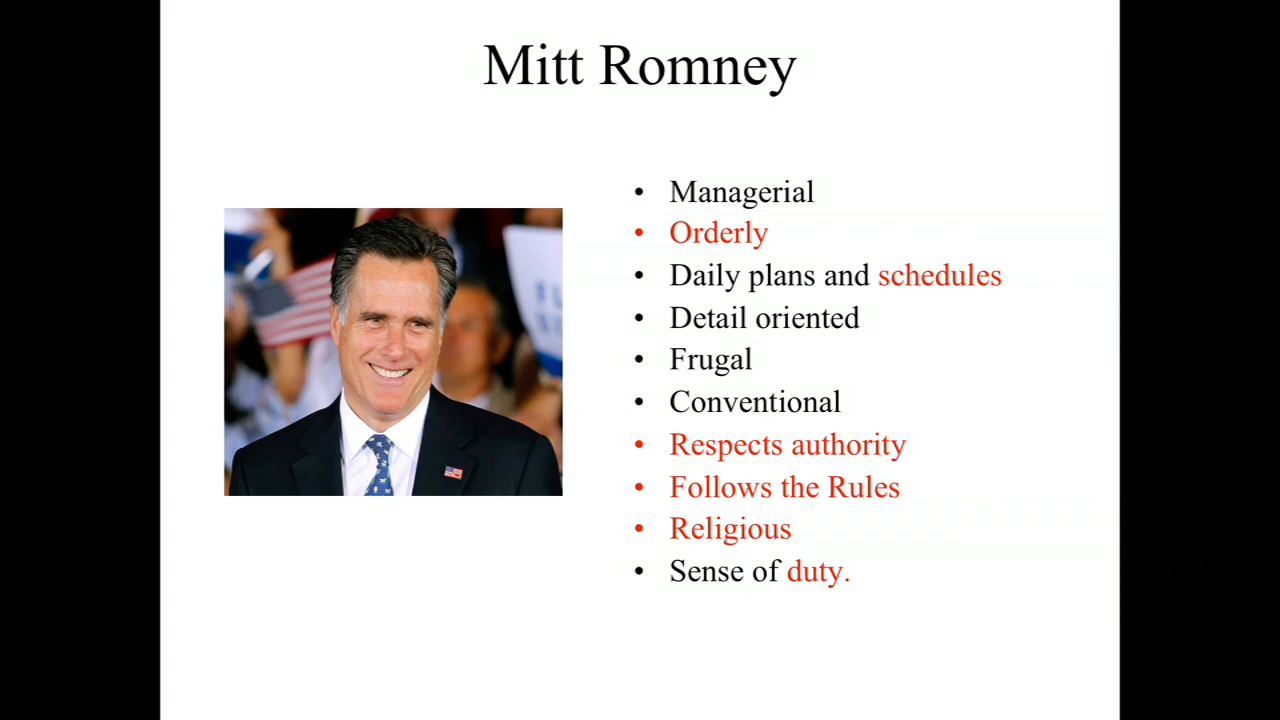 Mitt Romney
• Managerial
• Orderly
• Daily plans and schedules
• Detail oriented
• Frugal
• Conventional
• Respects authority
• Follows the Rules
• Religious
• Sense of duty.